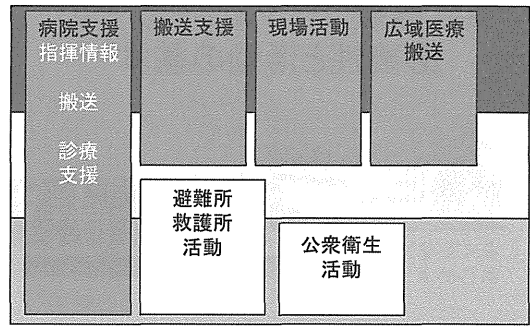 病院支援
指揮情報
搬送
診療
支援
搬送支援
現場活動
広域医療
搬送
避難所
救護所
活動
公衆衛生
活動